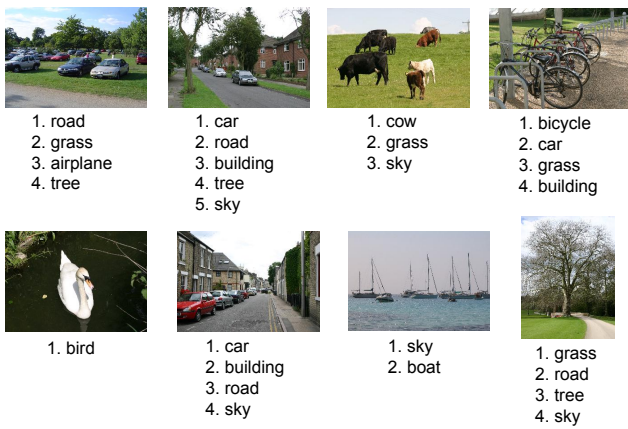 1. road
2. grass
3. airplane
4. tree
1. car
2. road
3. building
4. tree
5. sky
1. cow
2. grass
3. sky
1. bicycle
2. car
3. grass
4. building
1. bird
1. car
2. building
3. road
4. sky
1. sky
2. boat
1. grass
2. road
3. tree
4. sky